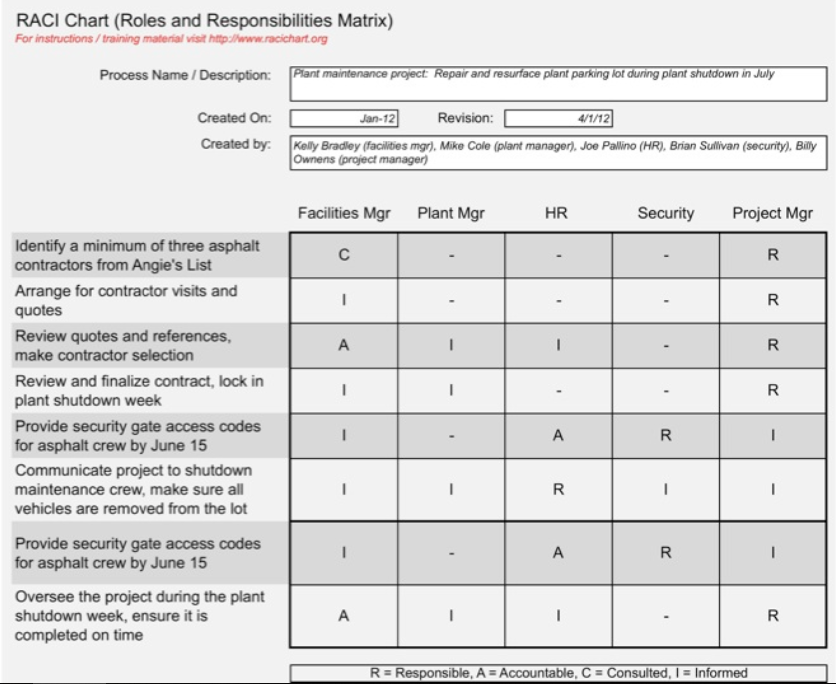 RACI Chart (Roles and Responsibilities Matrix)
For instructions / training material visit http://www.racichart.org
Process Name / Description: Plant maintenance project: Repair and resurface plant parking lot during plant shutdown in July
Created On: Jan-12 Revision: 4/1/12
Created by: Kelly Bradley (facilities mgr), Mike Cole (plant manager), Joe Pallino (HR), Brian Sullivan (security), Billy
Ownens (project manager)
Facilities Mgr Plant Mgr HR Security Project Mgr
Identify a minimum of three asphalt
contractors from Angie's List
C - - - R
Arrange for contractor visits and
quotes
I - - - R
Review quotes and references,
make contractor selection
A I I - R
Review and finalize contract, lock in
plant shutdown week
I I - - R
Provide security gate access codes
for asphalt crew by June 15
I - A R I
Communicate project to shutdown
maintenance crew, make sure all
vehicles are removed from the lot
I I R I I
Provide security gate access codes
for asphalt crew by June 15
I - A R I
Oversee the project during the plant
shutdown week, ensure it is
completed on time
A I I - R
R = Responsible, A = Accountable, C = Consulted, I = Informed